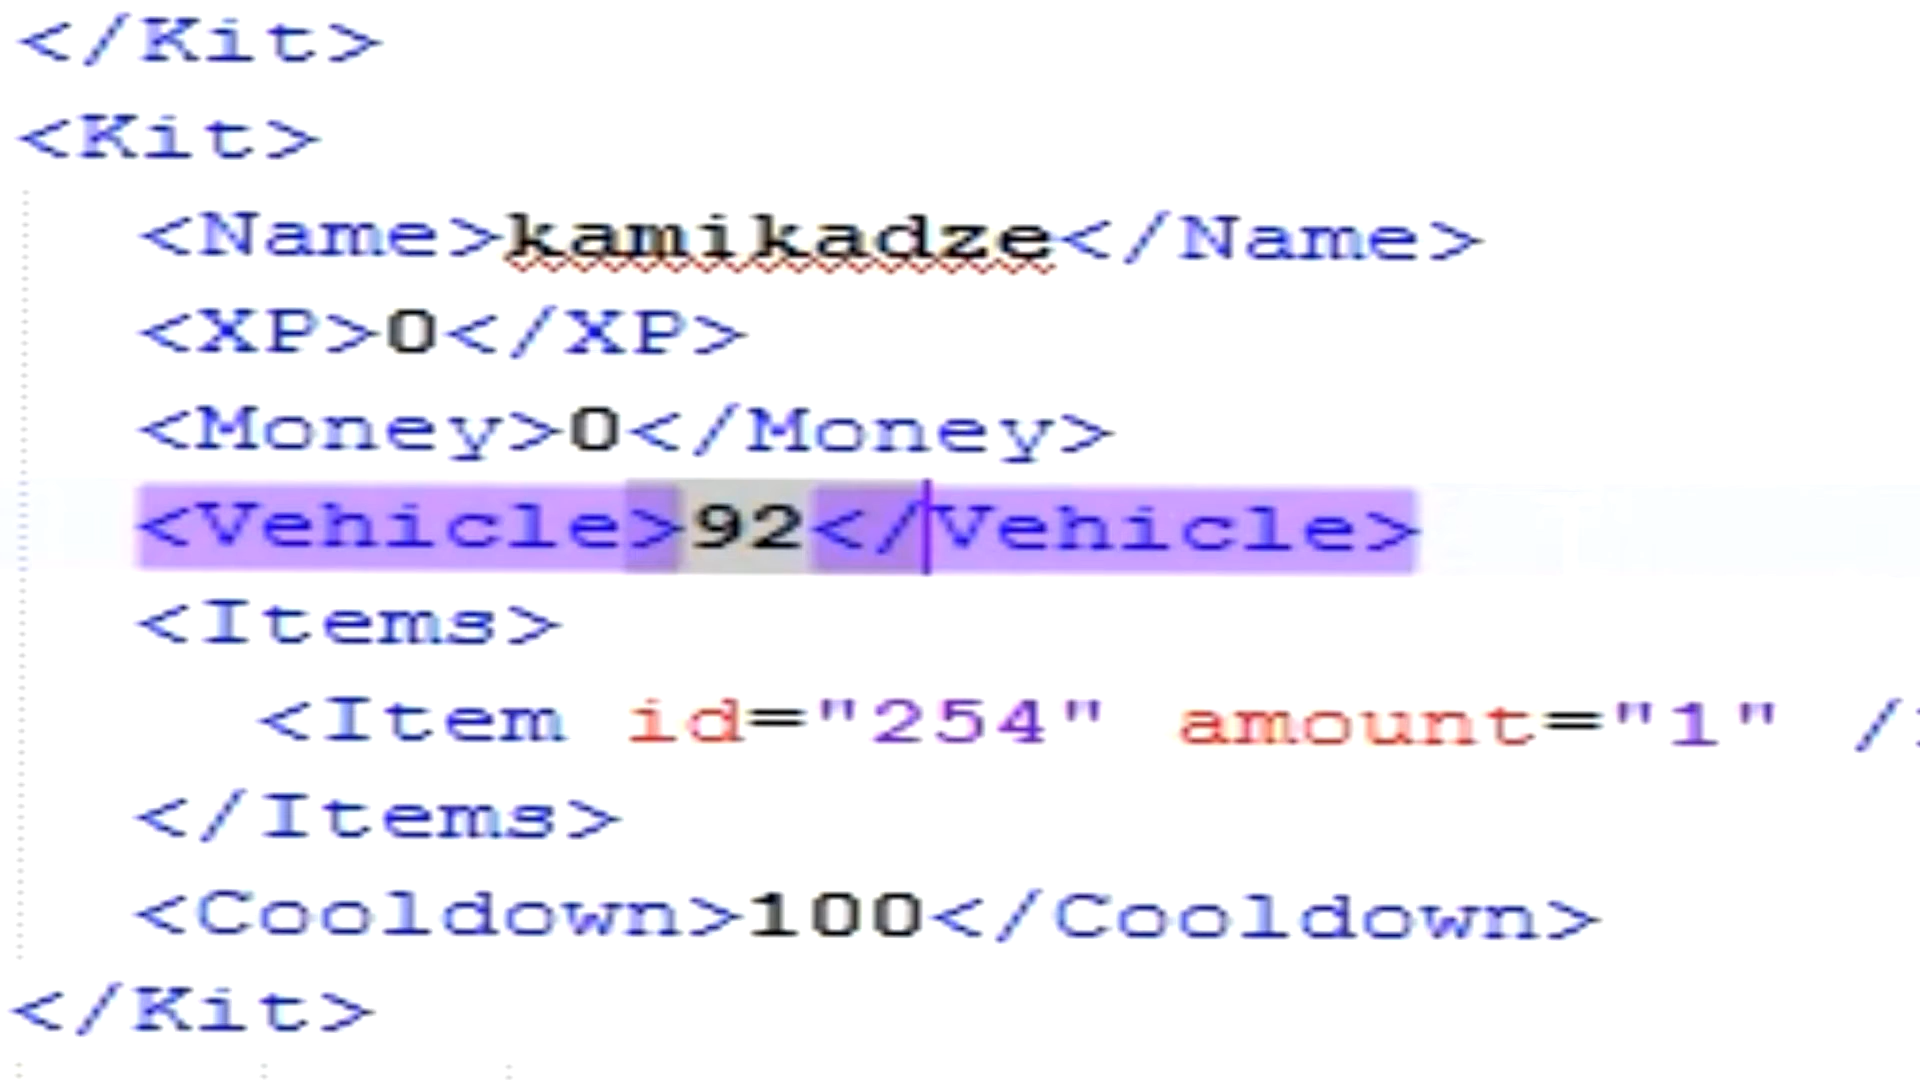 </Kit>
<Kit>
<Name>kamikadze</Name>
<XP>0</XP>
<Money>0</Money>
<Vehicle>92</Vehicle>
<Items>
<Item id="254" amount="1" />
</Items>
<Cooldown>100</Cooldown>
</Kit>